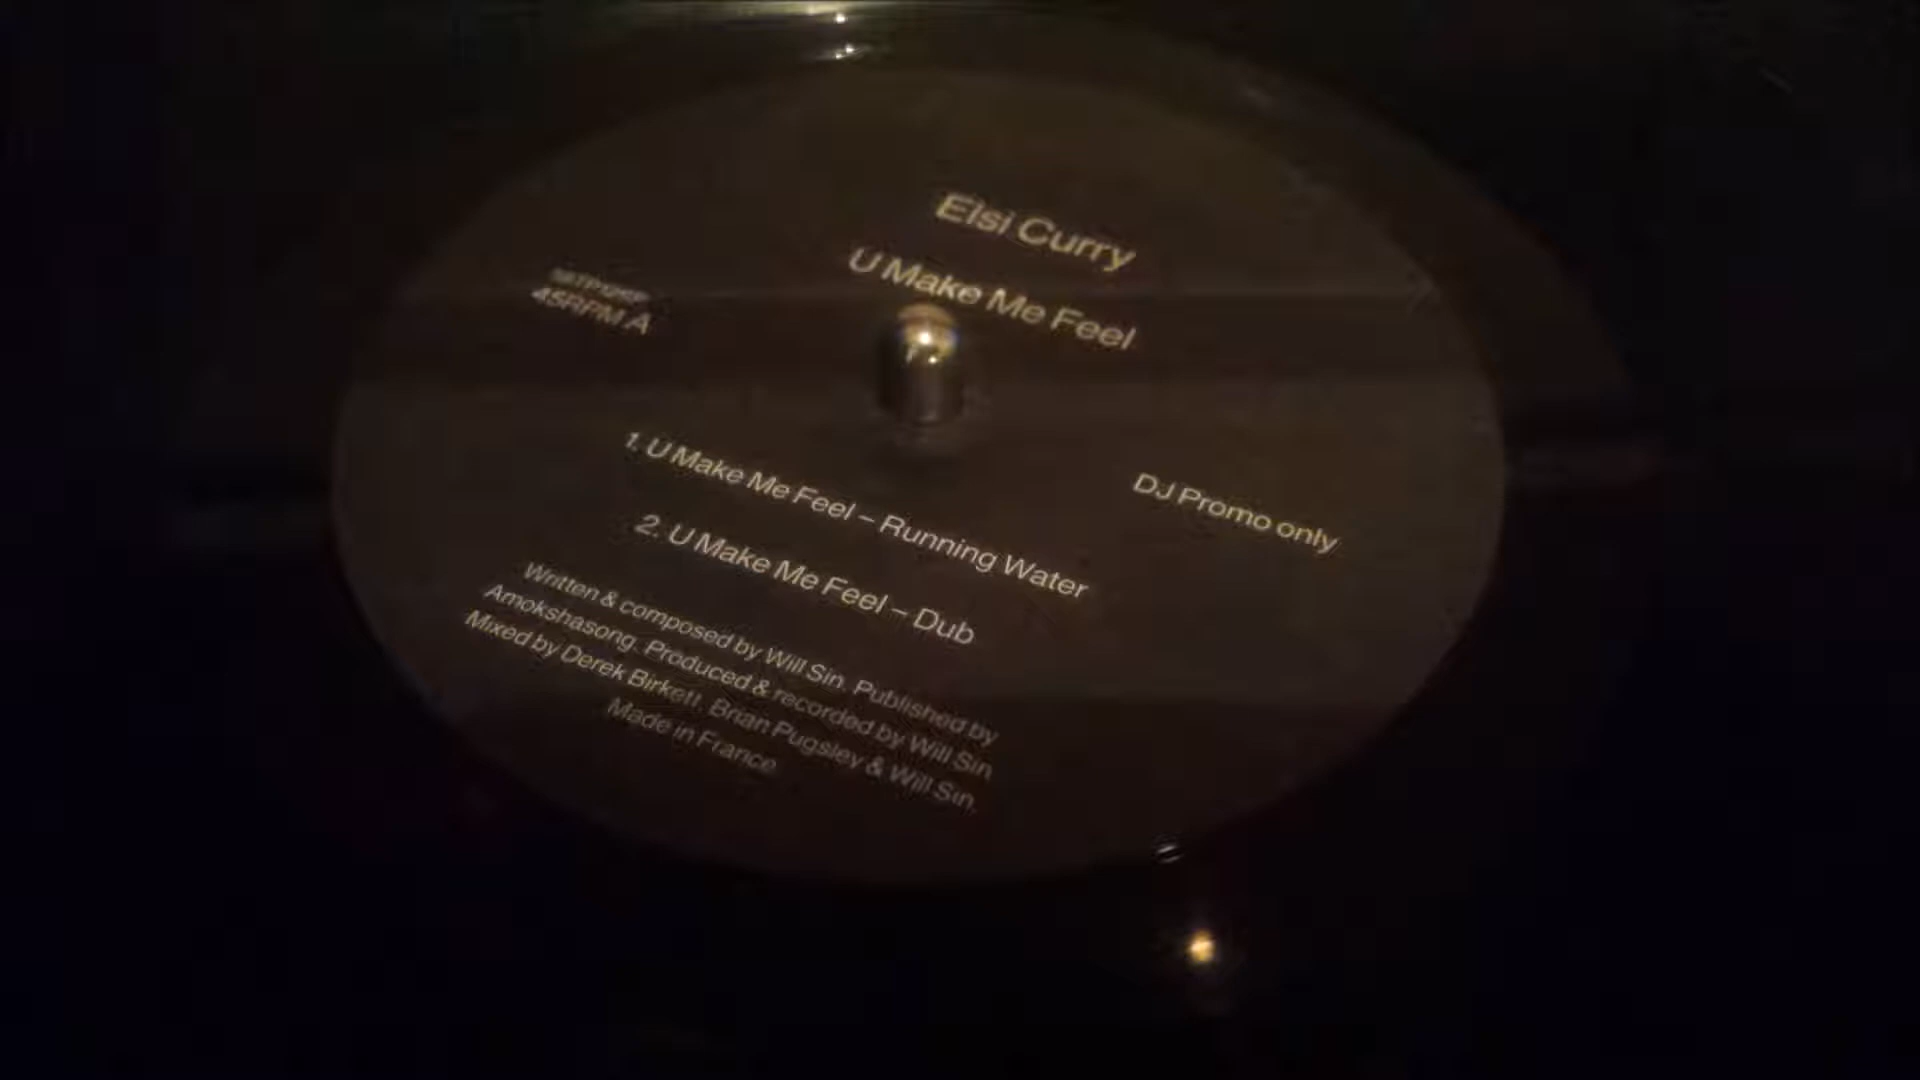 Elsi Curry
U Make Me Feel
45RPM A
DJ Promo only
1. U Make Me Feel – Running Water
2. U Make Me Feel – Dub
Written & composed by Will Sin. Published by
Amokshasong. Produced & recorded by Will Sin
Mixed by Derek Birkett, Brian Pugsley & Will Sin.
Made in France